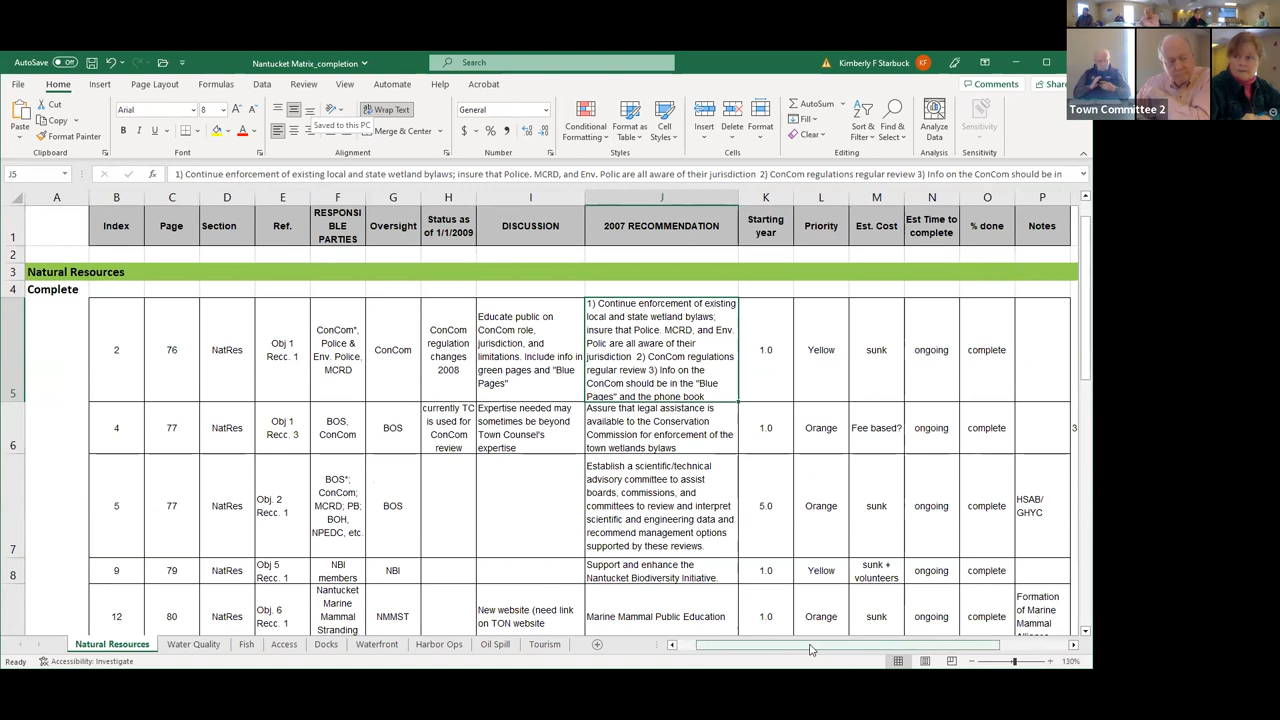 AutoSave Off
Nantucket Matrix_completion
Search
Kimberly F Starbuck
KF
File Home Insert Page Layout Formulas Data Review View Automate Help Acrobat
Comments
Share
Town Committee 2
Paste
Cut
Copy
Format Painter
Clipboard
Arial
8
B I U
Font
Wrap Text
Saved to this PC
Merge & Center
Alignment
General
Number
Conditional Formatting
Format as Table
Cell Styles
Styles
Insert
Delete
Format
Cells
AutoSum
Fill
Clear
Sort & Filter
Find & Select
Editing
Analyze Data
Analysis
Sensitivity
Sensitivity
J5
fx
1) Continue enforcement of existing local and state wetland bylaws; insure that Police. MCRD, and Env. Polic are all aware of their jurisdiction 2) ConCom regulations regular review 3) Info on the ConCom should be in
A B C D E F G H I J K L M N O P
1
Index
Page
Section
Ref.
RESPONSI
BLE
PARTIES
Oversight
Status as
of 1/1/2009
DISCUSSION
2007 RECOMMENDATION
Starting
year
Priority
Est. Cost
Est Time to
complete
% done
Notes
2
3
Natural Resources
4
Complete
5
2
76
NatRes
Obj 1
Recc. 1
ConCom*,
Police &
Env. Police,
MCRD
ConCom
ConCom
regulation
changes
2008
Educate public on
ConCom role,
jurisdiction, and
limitations. Include info in
green pages and "Blue
Pages"
1) Continue enforcement of existing
local and state wetland bylaws;
insure that Police. MCRD, and Env.
Polic are all aware of their
jurisdiction 2) ConCom regulations
regular review 3) Info on the
ConCom should be in the "Blue
Pages" and the phone book
1.0
Yellow
sunk
ongoing
complete
6
4
77
NatRes
Obj 1
Recc. 3
BOS,
ConCom
BOS
currently TC
is used for
ConCom
review
Expertise needed may
sometimes be beyond
Town Counsel's
expertise
Assure that legal assistance is
available to the Conservation
Commission for enforcement of the
town wetlands bylaws
1.0
Orange
Fee based?
ongoing
complete
3
7
5
77
NatRes
Obj. 2
Recc. 1
BOS*;
ConCom;
MCRD; PB;
BOH,
NPEDC, etc.
BOS
Establish a scientific/technical
advisory committee to assist
boards, commissions, and
committees to review and interpret
scientific and engineering data and
recommend management options
supported by these reviews.
5.0
Orange
sunk
ongoing
complete
HSAB/
GHYC
8
9
79
NatRes
Obj 5
Recc. 1
NBI
members
NBI
Support and enhance the
Nantucket Biodiversity Initiative.
1.0
Yellow
sunk +
volunteers
ongoing
complete
12
80
NatRes
Obj. 6
Recc. 1
Nantucket
Marine
Mammal
Stranding
NMMST
New website (need link
on TON website
Marine Mammal Public Education
1.0
Orange
sunk
ongoing
complete
Formation
of Marine
Mammal
Natural Resources Water Quality Fish Access Docks Waterfront Harbor Ops Oil Spill Tourism
Ready
Accessibility: Investigate
130%